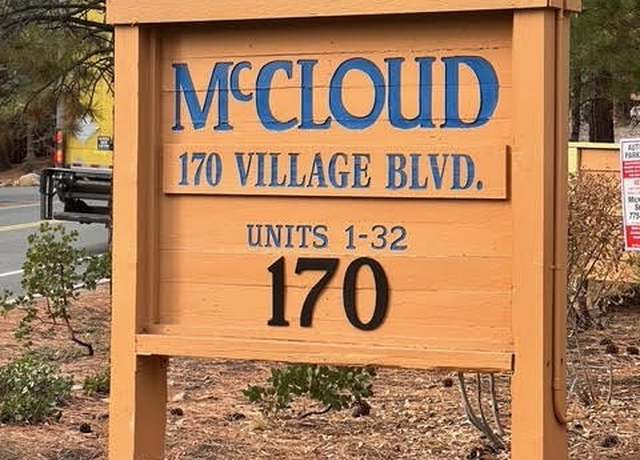 McCLOUD
170 VILLAGE BLVD.
UNITS 1-32
170